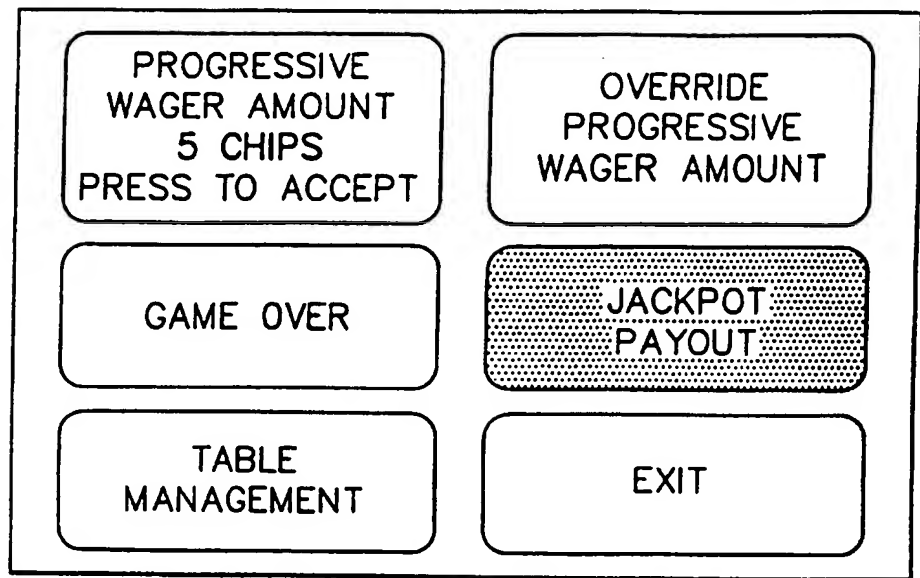 PROGRESSIVE
WAGER AMOUNT
5 CHIPS
PRESS TO ACCEPT
OVERRIDE
PROGRESSIVE
WAGER AMOUNT
GAME OVER
JACKPOT
PAYOUT
TABLE
MANAGEMENT
EXIT